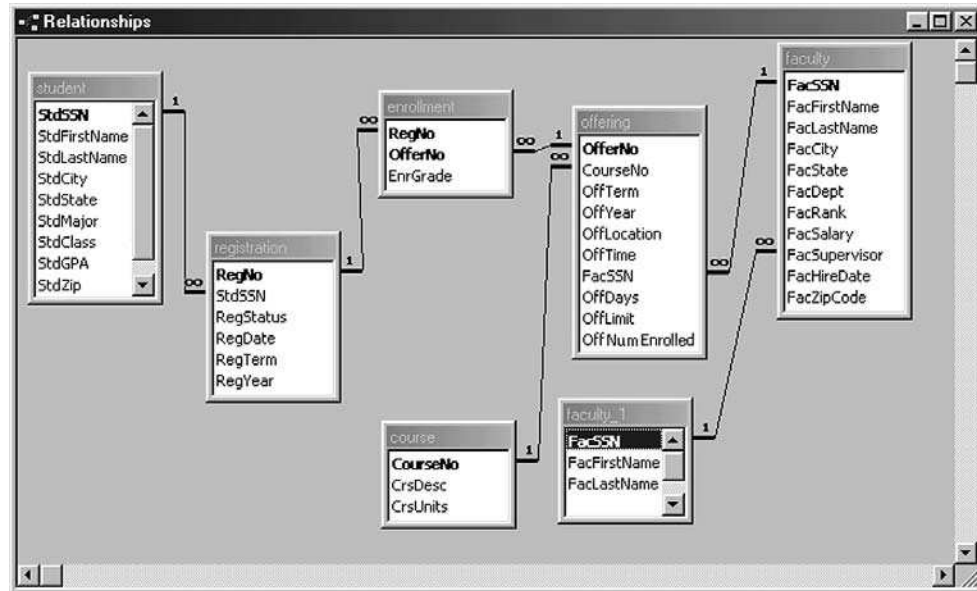 Relationships
student
StdSSN
StdFirstName
StdLastName
StdCity
StdState
StdMajor
StdClass
StdGPA
StdZip
1
∞
registration
RegNo
StdSSN
RegStatus
RegDate
RegTerm
RegYear
1
∞
enrollment
RegNo
OfferNo
EnrGrade
∞
1
∞
offering
OfferNo
CourseNo
OffTerm
OffYear
OffLocation
OffTime
FacSSN
OffDays
OffLimit
OffNumEnrolled
∞
1
faculty
FacSSN
FacFirstName
FacLastName
FacCity
FacState
FacDept
FacRank
FacSalary
FacSupervisor
FacHireDate
FacZipCode
∞
course
CourseNo
CrsDesc
CrsUnits
1
faculty_1
FacSSN
FacFirstName
FacLastName
1